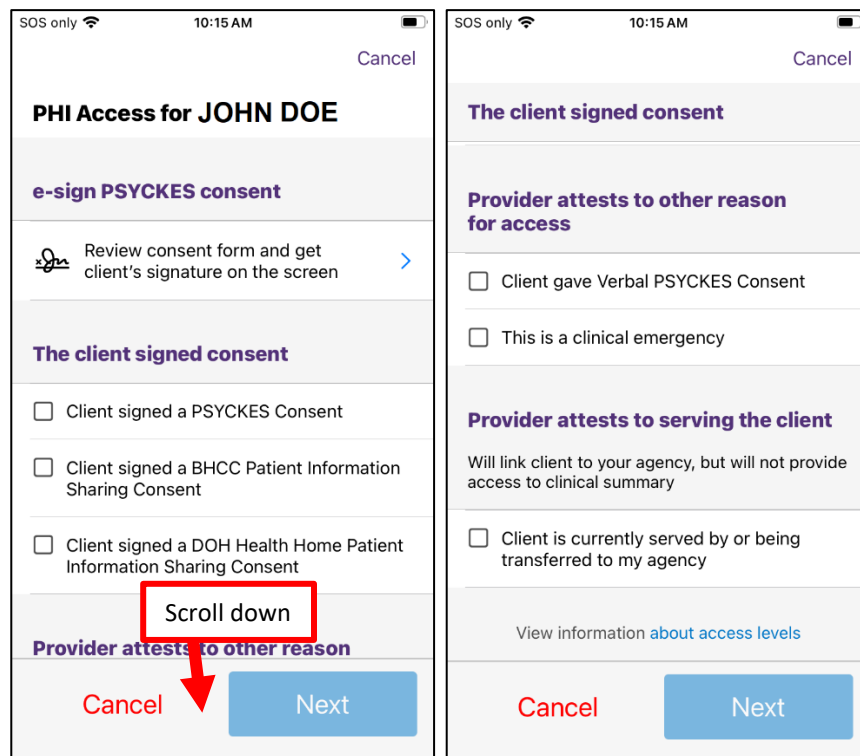 SOS only 10:15 AM
Cancel
PHI Access for JOHN DOE
e-sign PSYCKES consent
Review consent form and get
client's signature on the screen
The client signed consent
Client signed a PSYCKES Consent
Client signed a BHCC Patient Information
Sharing Consent
Client signed a DOH Health Home Patient
Information Sharing Consent
Scroll down
Provider attests to other reason
Cancel Next
SOS only 10:15 AM
Cancel
The client signed consent
Provider attests to other reason
for access
Client gave Verbal PSYCKES Consent
This is a clinical emergency
Provider attests to serving the client
Will link client to your agency, but will not provide
access to clinical summary
Client is currently served by or being
transferred to my agency
View information about access levels
Cancel Next